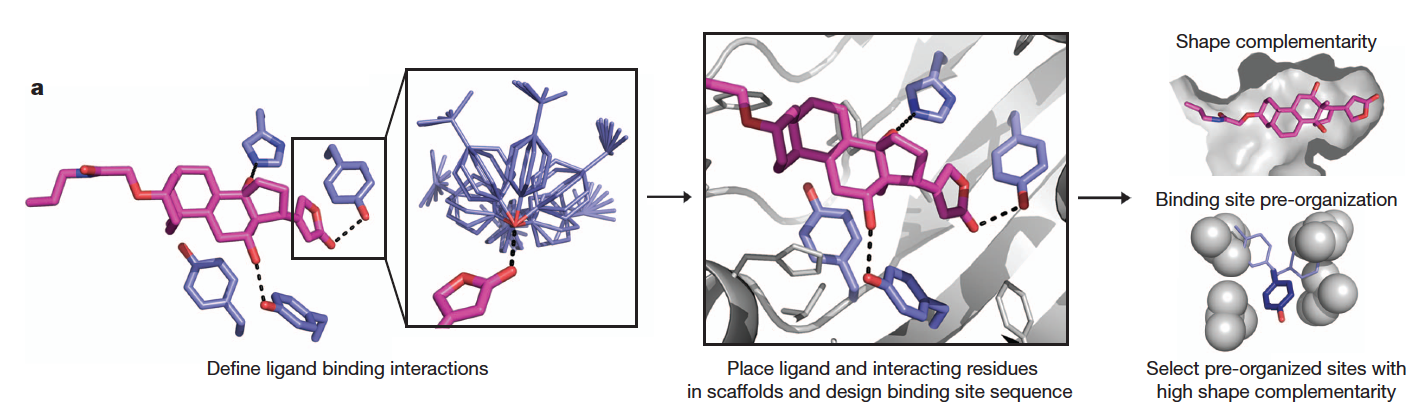 a
Define ligand binding interactions
Place ligand and interacting residues
in scaffolds and design binding site sequence
Shape complementarity
Binding site pre-organization
Select pre-organized sites with
high shape complementarity